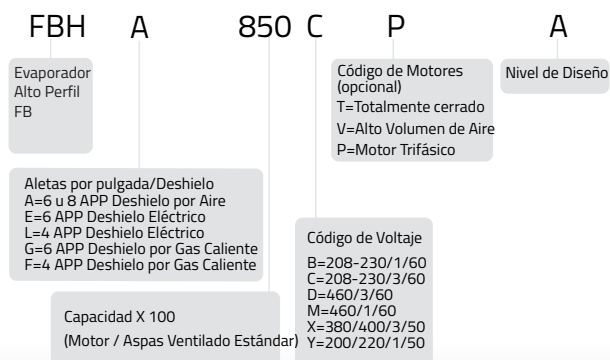 FBH A 850 C P A
Evaporador
Alto Perfil
FB
Código de Motores
(opcional)
T=Totalmente cerrado
V=Alto Volumen de Aire
P=Motor Trifásico
Nivel de Diseño
Aletas por pulgada/Deshielo
A=6 u 8 APP Deshielo por Aire
E=6 APP Deshielo Eléctrico
L=4 APP Deshielo Eléctrico
G=6 APP Deshielo por Gas Caliente
F=4 APP Deshielo por Gas Caliente
Código de Voltaje
B=208-230/1/60
C=208-230/3/60
D=460/3/60
M=460/1/60
X=380/400/3/50
Y=200/220/1/50
Capacidad X 100
(Motor / Aspas Ventilado Estándar)